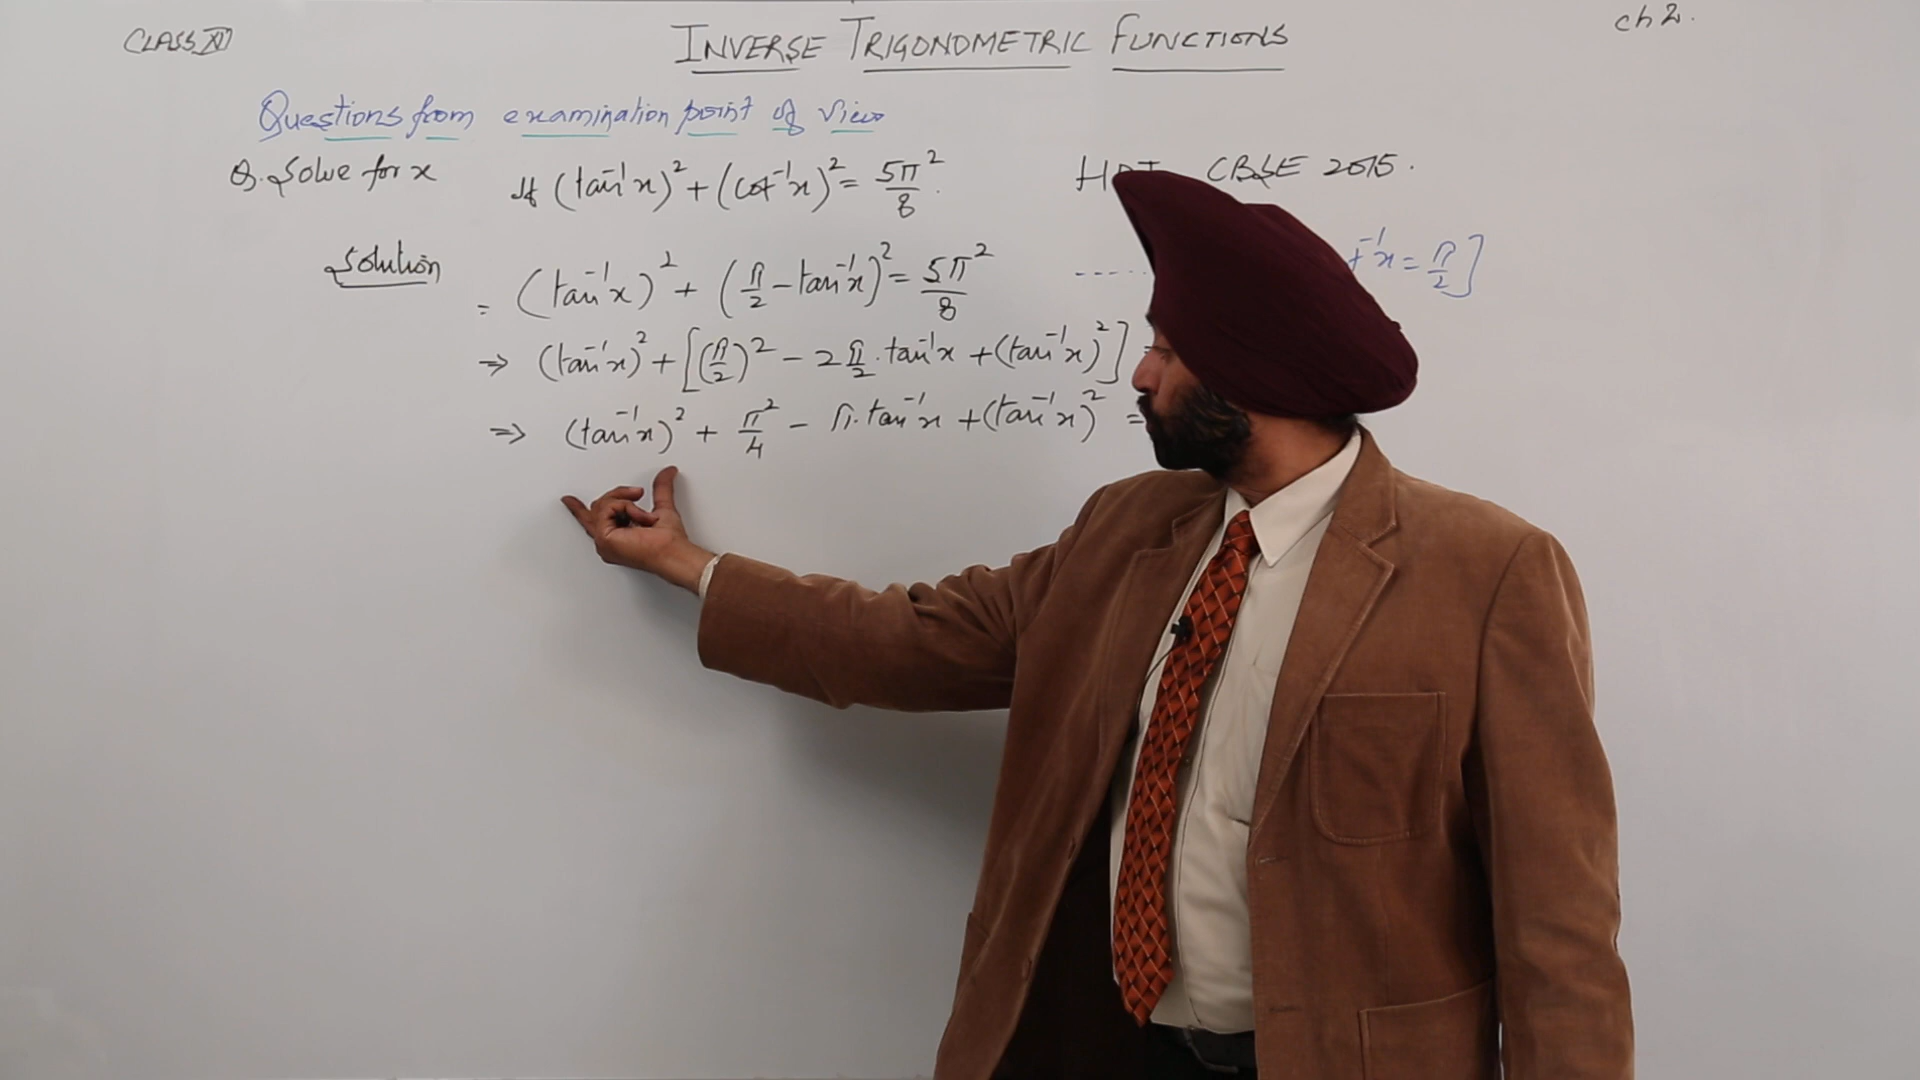 CLASS XII
INVERSE TRIGONOMETRIC FUNCTIONS
ch 2.
Questions from examination point of view
Q. Solve for x If (tan⁻¹x)² + (cot⁻¹x)² = 5π²/8. CBSE 2015.
Solution
= (tan⁻¹x)² + (π/2 - tan⁻¹x)² = 5π²/8 ----- ⁻¹x = π/2]
⇒ (tan⁻¹x)² + [(π/2)² - 2 π/2 . tan⁻¹x + (tan⁻¹x)²]
⇒ (tan⁻¹x)² + π²/4 - π. tan⁻¹x + (tan⁻¹x)² =